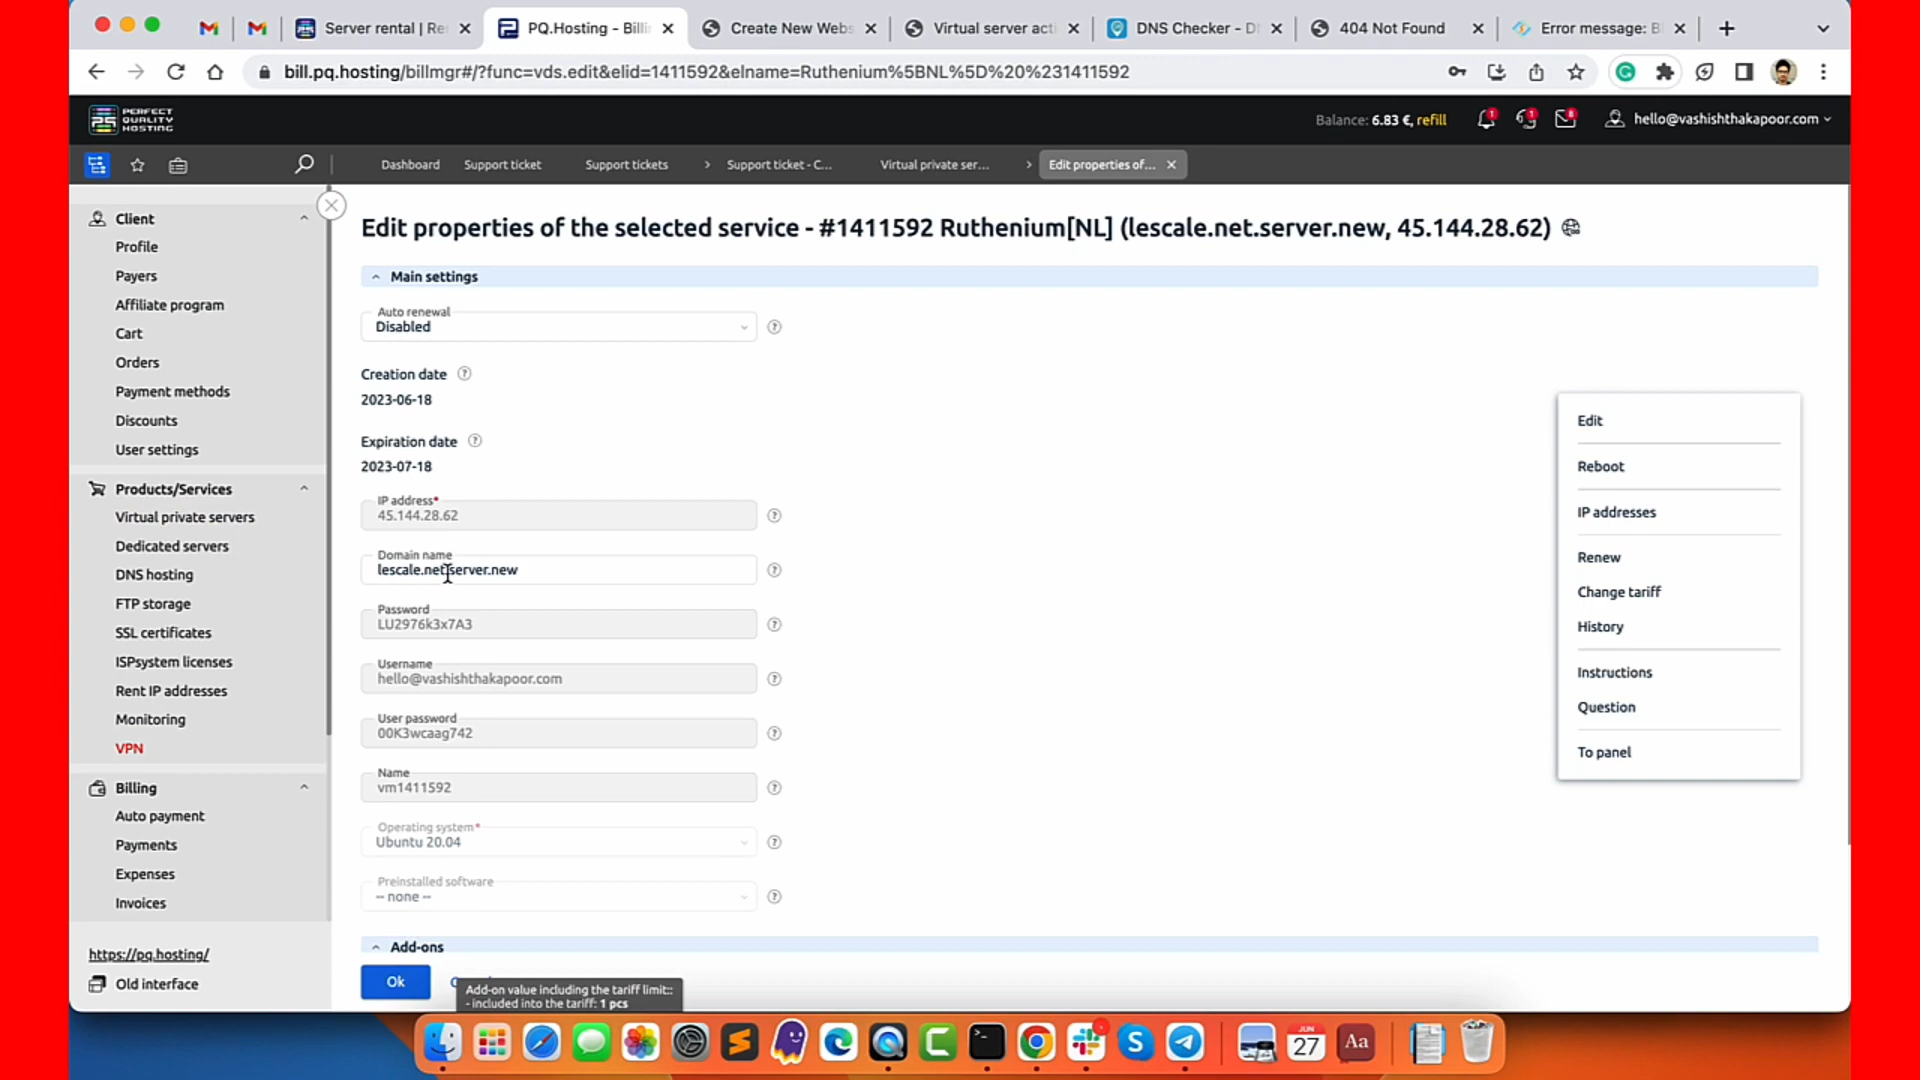 Server rental | Re
PQ.Hosting - Billi
Create New Webs
Virtual server acti
DNS Checker - D
404 Not Found
Error message: B
bill.pq.hosting/billmgr#/?func=vds.edit&elid=1411592&elname=Ruthenium%5BNL%5D%20%231411592
PERFECT
QUALITY
HOSTING
Balance: 6.83 €, refill
hello@vashishthakapoor.com
Dashboard
Support ticket
Support tickets
Support ticket - C...
Virtual private ser...
Edit properties of...
Client
Profile
Payers
Affiliate program
Cart
Orders
Payment methods
Discounts
User settings
Products/Services
Virtual private servers
Dedicated servers
DNS hosting
FTP storage
SSL certificates
ISPsystem licenses
Rent IP addresses
Monitoring
VPN
Billing
Auto payment
Payments
Expenses
Invoices
https://pq.hosting/
Old interface
Edit properties of the selected service - #1411592 Ruthenium[NL] (lescale.net.server.new, 45.144.28.62)
Main settings
Auto renewal
Disabled
Creation date
2023-06-18
Expiration date
2023-07-18
IP address*
45.144.28.62
Domain name
lescale.net.server.new
Password
LU2976k3x7A3
Username
hello@vashishthakapoor.com
User password
00K3wcaag742
Name
vm1411592
Operating system*
Ubuntu 20.04
Preinstalled software
-- none --
Add-ons
Ok
Add-on value including the tariff limit::
- included into the tariff: 1 pcs
Edit
Reboot
IP addresses
Renew
Change tariff
History
Instructions
Question
To panel
JUN
27
Aa